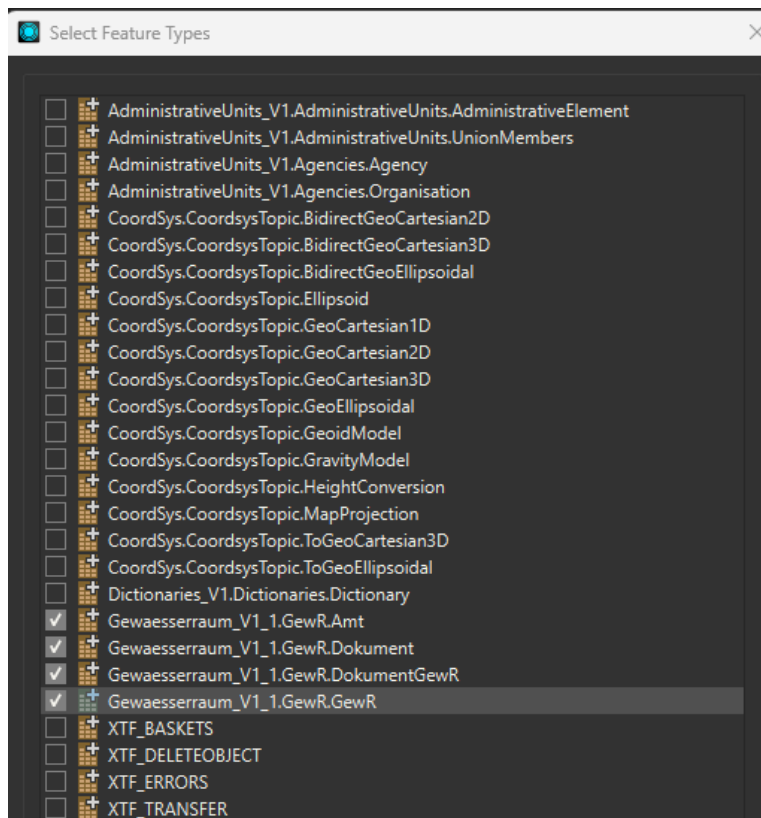 Select Feature Types
AdministrativeUnits_V1.AdministrativeUnits.AdministrativeElement
AdministrativeUnits_V1.AdministrativeUnits.UnionMembers
AdministrativeUnits_V1.Agencies.Agency
AdministrativeUnits_V1.Agencies.Organisation
CoordSys.CoordsysTopic.BidirectGeoCartesian2D
CoordSys.CoordsysTopic.BidirectGeoCartesian3D
CoordSys.CoordsysTopic.BidirectGeoEllipsoidal
CoordSys.CoordsysTopic.Ellipsoid
CoordSys.CoordsysTopic.GeoCartesian1D
CoordSys.CoordsysTopic.GeoCartesian2D
CoordSys.CoordsysTopic.GeoCartesian3D
CoordSys.CoordsysTopic.GeoEllipsoidal
CoordSys.CoordsysTopic.GeoidModel
CoordSys.CoordsysTopic.GravityModel
CoordSys.CoordsysTopic.HeightConversion
CoordSys.CoordsysTopic.MapProjection
CoordSys.CoordsysTopic.ToGeoCartesian3D
CoordSys.CoordsysTopic.ToGeoEllipsoidal
Dictionaries_V1.Dictionaries.Dictionary
Gewaesserraum_V1_1.GewR.Amt
Gewaesserraum_V1_1.GewR.Dokument
Gewaesserraum_V1_1.GewR.DokumentGewR
Gewaesserraum_V1_1.GewR.GewR
XTF_BASKETS
XTF_DELETEOBJECT
XTF_ERRORS
XTF_TRANSFER